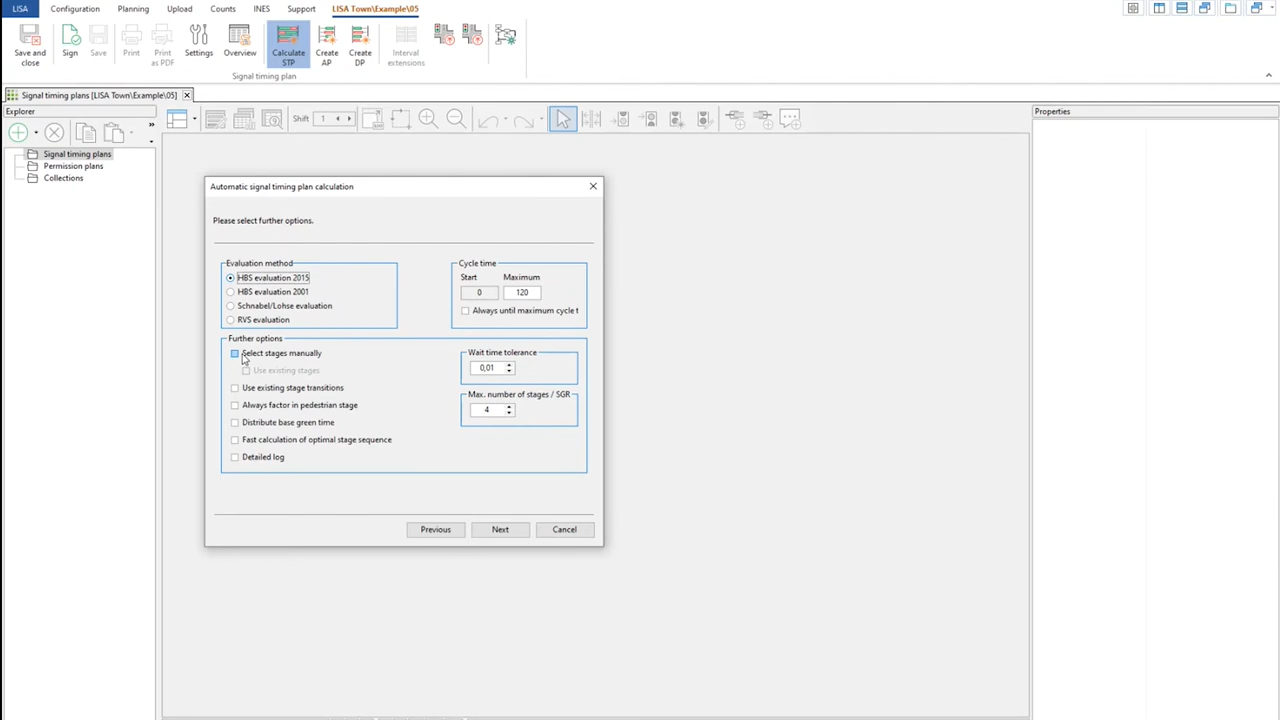 LISA Configuration Planning Upload Counts INES Support LISA Town\Example\05
Save and close Sign Save Print Print as PDF Settings Overview Calculate STP Create AP Create DP Interval extensions
Signal timing plan
Signal timing plans [LISA Town\Example\05]
Explorer
Properties
Shift 1
Signal timing plans
Permission plans
Collections
Automatic signal timing plan calculation
Please select further options.
Evaluation method
HBS evaluation 2015
HBS evaluation 2001
Schnabel/Lohse evaluation
RVS evaluation
Cycle time
Start Maximum
0 120
Always until maximum cycle t
Further options
Select stages manually
Use existing stages
Use existing stage transitions
Always factor in pedestrian stage
Distribute base green time
Fast calculation of optimal stage sequence
Detailed log
Wait time tolerance
0,01
Max. number of stages / SGR
4
Previous Next Cancel